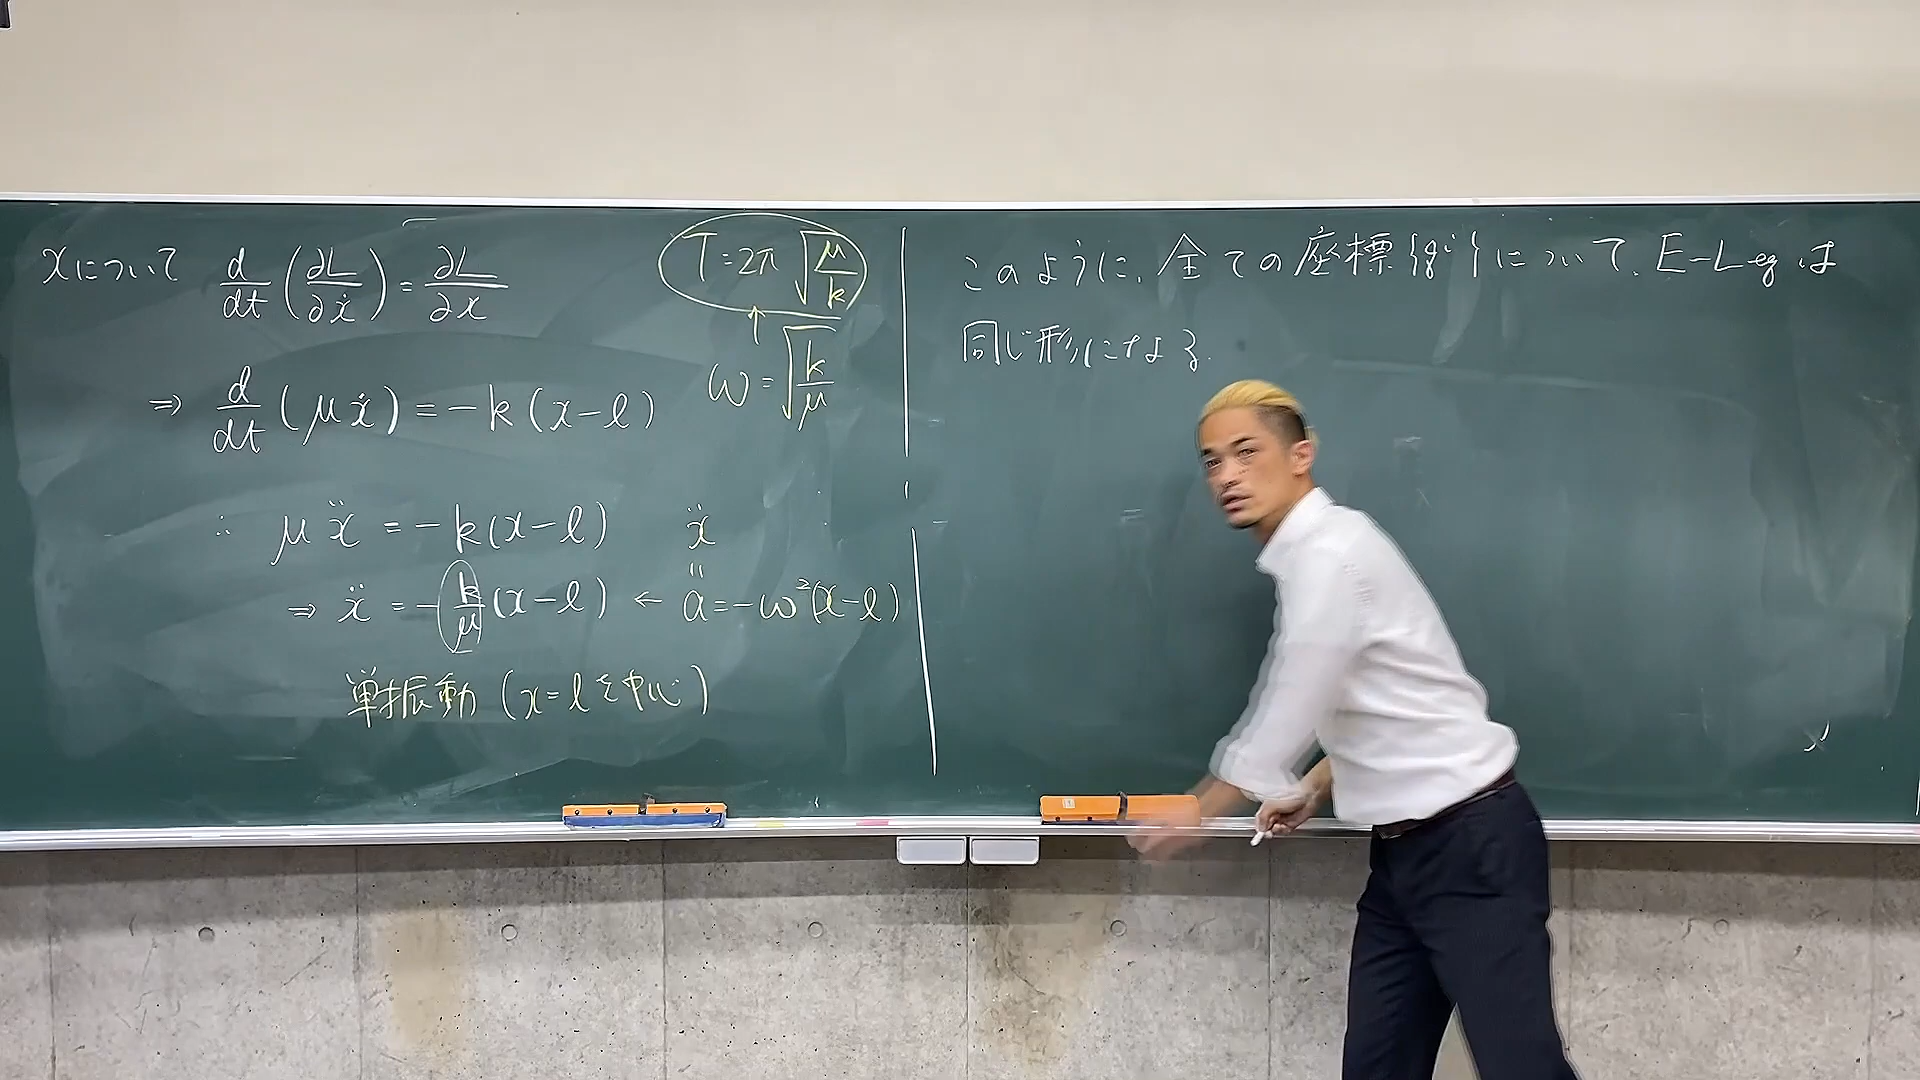 xについて d/dt(∂L/∂ẋ) = ∂L/∂x
⇒ d/dt(μẋ) = -k(x-l)
∴ μẍ = -k(x-l)
⇒ ẍ = -k/μ(x-l) ← a = -ω²(x-l)
ẍ
"
単振動 (x=lを中心)
T=2π√(μ/k)
↑
ω=√(k/μ)
このように、全ての座標{qⁱ}について、E-L eq は
同じ形になる.